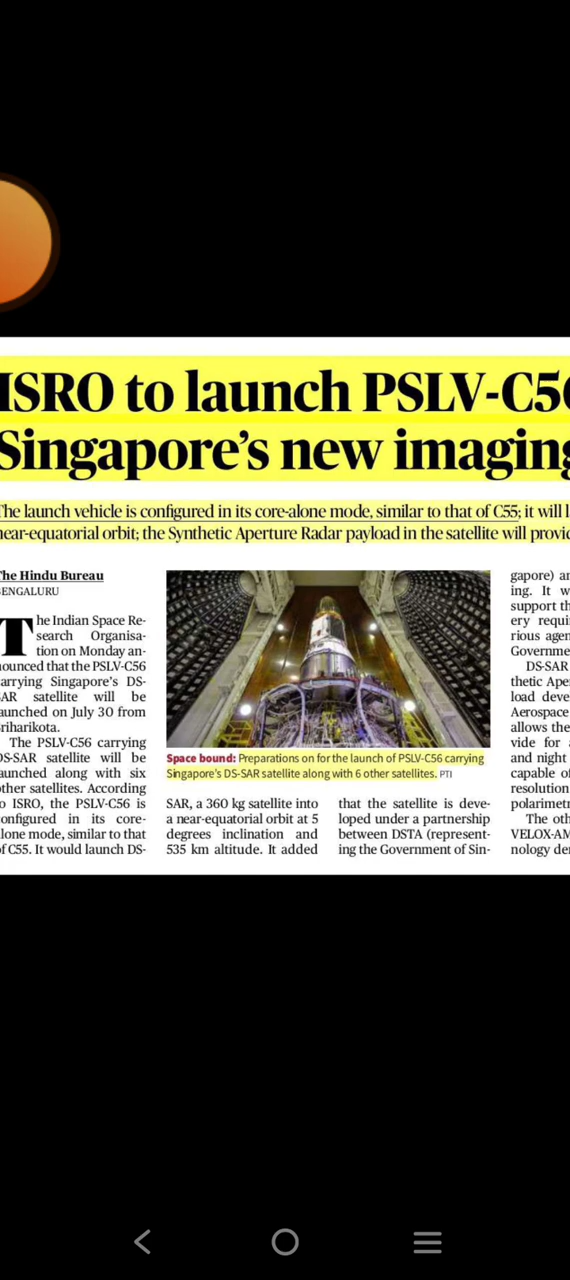 ISRO to launch PSLV-C56
Singapore's new imaging
The launch vehicle is configured in its core-alone mode, similar to that of C55; it will
near-equatorial orbit; the Synthetic Aperture Radar payload in the satellite will
The Hindu Bureau
BENGALURU
The Indian Space Re-
search Organisa-
tion on Monday an-
nounced that the PSLV-C56
carrying Singapore's DS-
SAR satellite will be
launched on July 30 from
Sriharikota.
The PSLV-C56 carrying
DS-SAR satellite will be
launched along with six
other satellites. According
to ISRO, the PSLV-C56 is
configured in its core-
alone mode, similar to that
of C55. It would launch DS-
Space bound: Preparations on for the launch of PSLV-C56 carrying
Singapore's DS-SAR satellite along with 6 other satellites. PTI
SAR, a 360 kg satellite into
a near-equatorial orbit at 5
degrees inclination and
535 km altitude. It added
that the satellite is deve-
loped under a partnership
between DSTA (represent-
ing the Government of Sin-
gapore) 
ing. It
support
ery
rious
Governme
DS-SAR
thetic
load
Aerospace
allows the
vide for
and night
capable of
resolution
polarimetr
The
VELOX-AM
nology